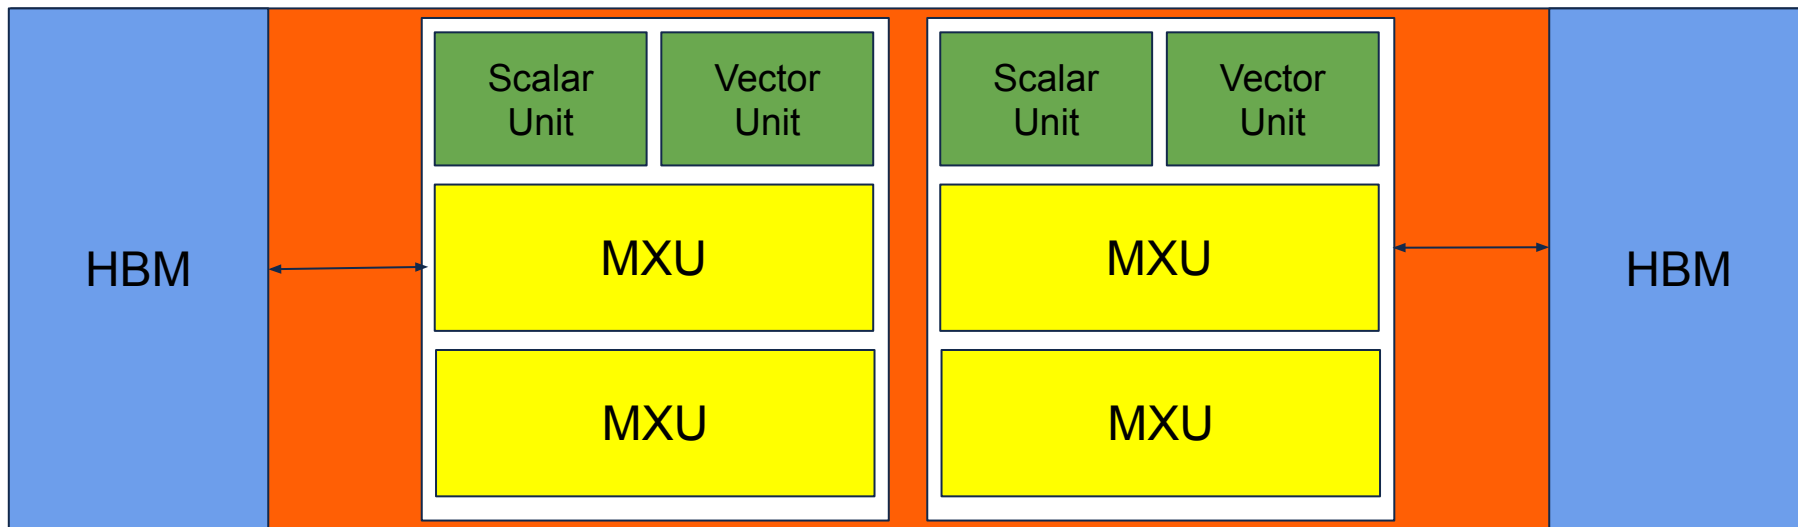 HBM
Scalar
Unit
Vector
Unit
MXU
MXU
Scalar
Unit
Vector
Unit
MXU
MXU
HBM